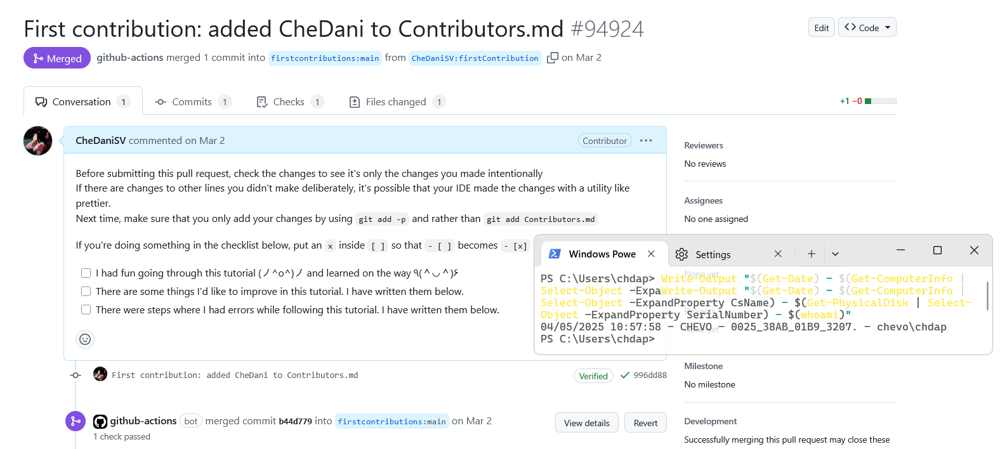 First contribution: added CheDani to Contributors.md #94924
Edit
Code
Merged
github-actions merged 1 commit into firstcontributions:main from CheDaniSV:firstContribution on Mar 2
Conversation 1
Commits 1
Checks 1
Files changed 1
+1 −0
CheDaniSV commented on Mar 2
Contributor
Before submitting this pull request, check the changes to see it's only the changes you made intentionally
If there are changes to other lines you didn't make deliberately, it's possible that your IDE made the changes with a utility like
prettier.
Next time, make sure that you only add your changes by using git add -p and rather than git add Contributors.md
If you're doing something in the checklist below, put an x inside [ ] so that - [ ] becomes - [x]
I had fun going through this tutorial (ノ^o^)ノ and learned on the way ٩(^◡^)۶
There are some things I'd like to improve in this tutorial. I have written them below.
There were steps where I had errors while following this tutorial. I have written them below.
First contribution: added CheDani to Contributors.md
Verified
996dd88
github-actions bot merged commit b44d779 into firstcontributions:main on Mar 2
1 check passed
View details
Revert
Reviewers
No reviews
Assignees
No one assigned
Windows Powe
Settings
None yet
PS C:\Users\chdap> Write-Output "$(Get-Date) - $(Get-ComputerInfo |
Select-Object -ExpaWrite-Output "$(Get-Date) - $(Get-ComputerInfo |
Select-Object -ExpandProperty CsName) - $(Get-PhysicalDisk | Select-
Object -ExpandProperty SerialNumber) - $(whoami)"
04/05/2025 10:57:58 - CHEVO - 0025_38AB_01B9_3207. - chevo\chdap
None yet
PS C:\Users\chdap>
Milestone
No milestone
Development
Successfully merging this pull request may close these